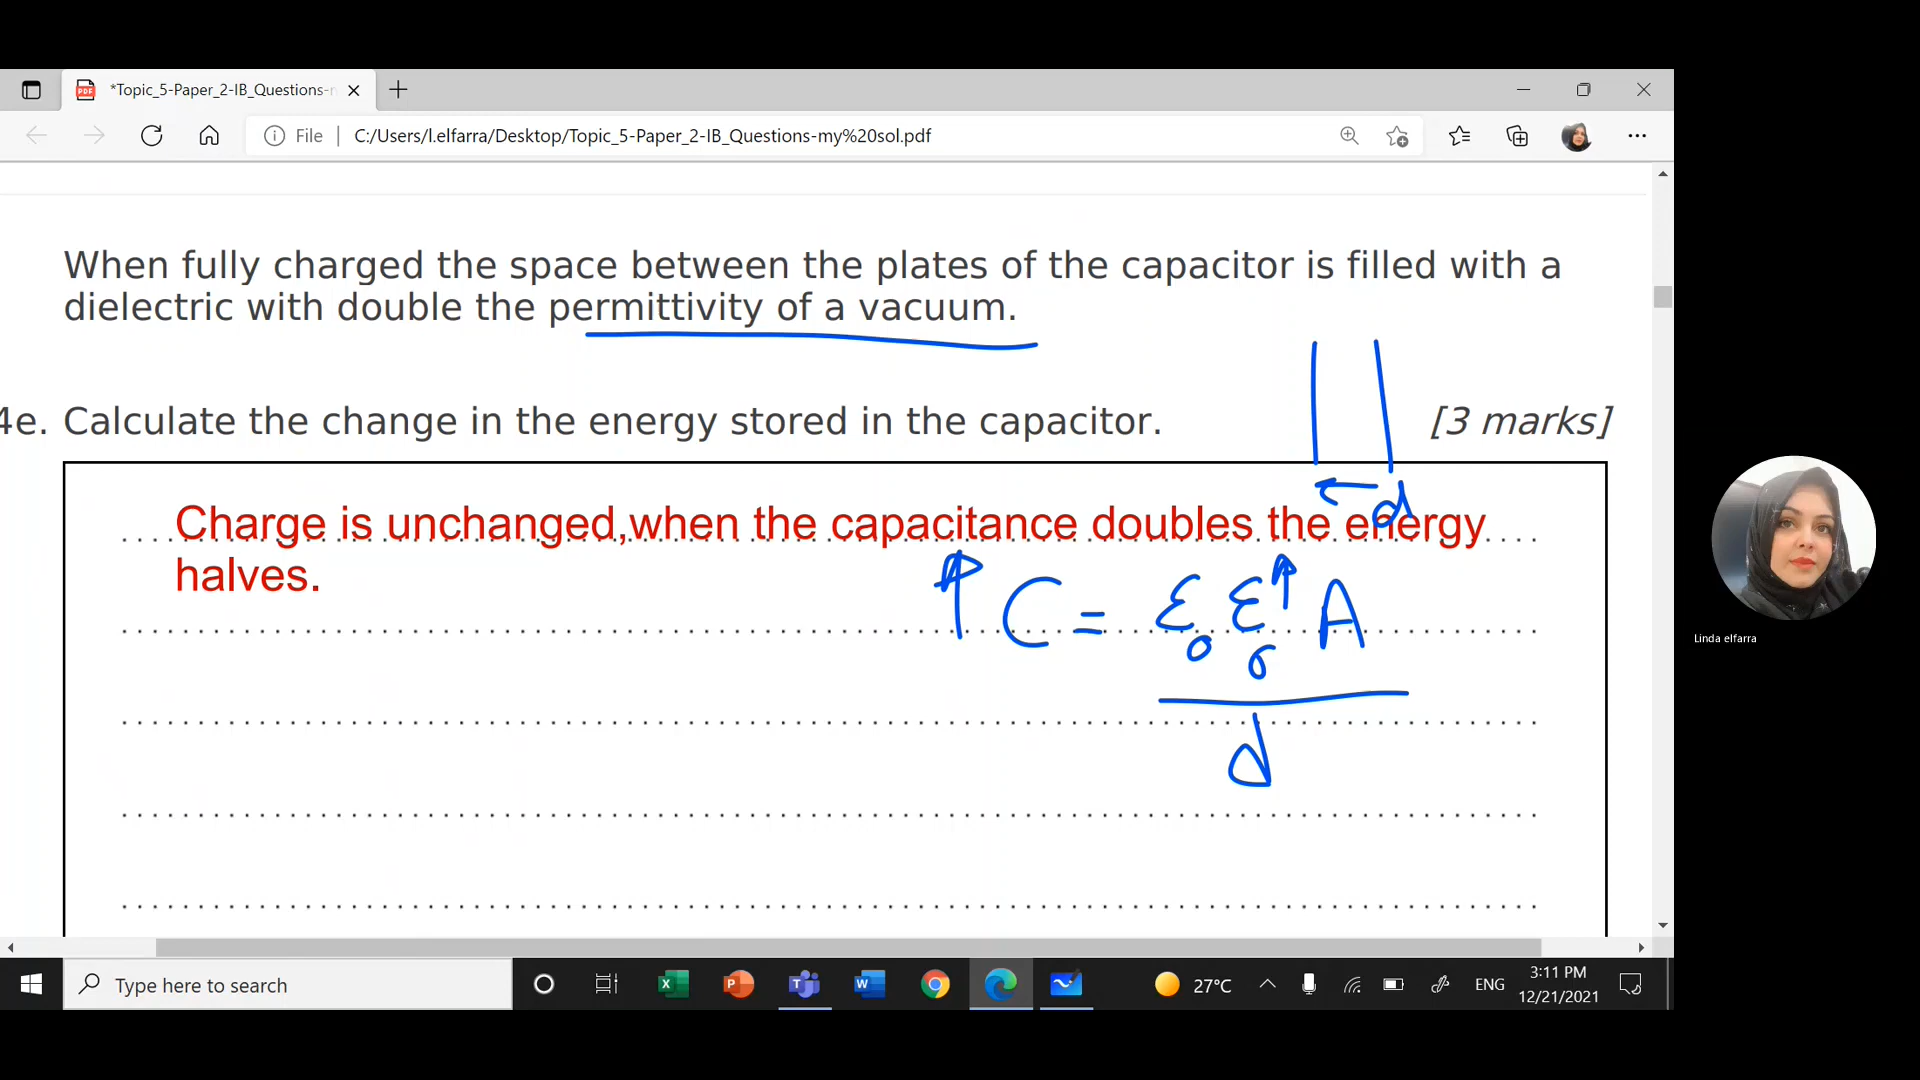 *Topic_5-Paper_2-IB_Questions-
File
C:/Users/l.elfarra/Desktop/Topic_5-Paper_2-IB_Questions-my%20sol.pdf
When fully charged the space between the plates of the capacitor is filled with a
dielectric with double the permittivity of a vacuum.
4e. Calculate the change in the energy stored in the capacitor.
[3 marks]
d
Charge is unchanged,when the capacitance doubles the energy
halves.
↑ C = ε₀ εᵣ↑ A
d
Linda elfarra
Type here to search
27°C
ENG
3:11 PM
12/21/2021